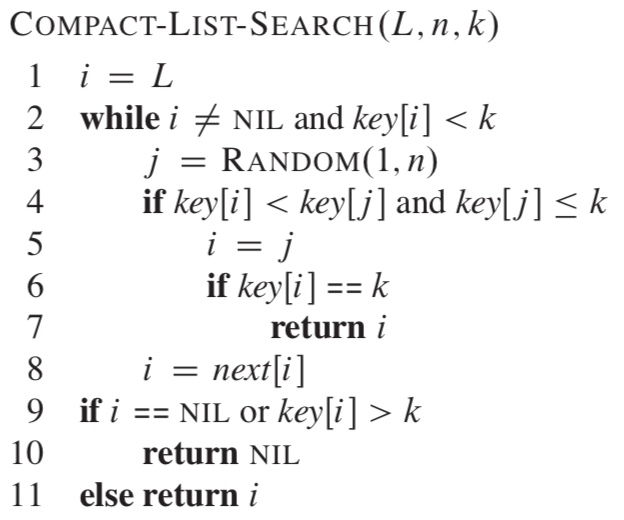 COMPACT-LIST-SEARCH(L, n, k)
1 i = L
2 while i ≠ NIL and key[i] < k
3 j = RANDOM(1, n)
4 if key[i] < key[j] and key[j] ≤ k
5 i = j
6 if key[i] == k
7 return i
8 i = next[i]
9 if i == NIL or key[i] > k
10 return NIL
11 else return i